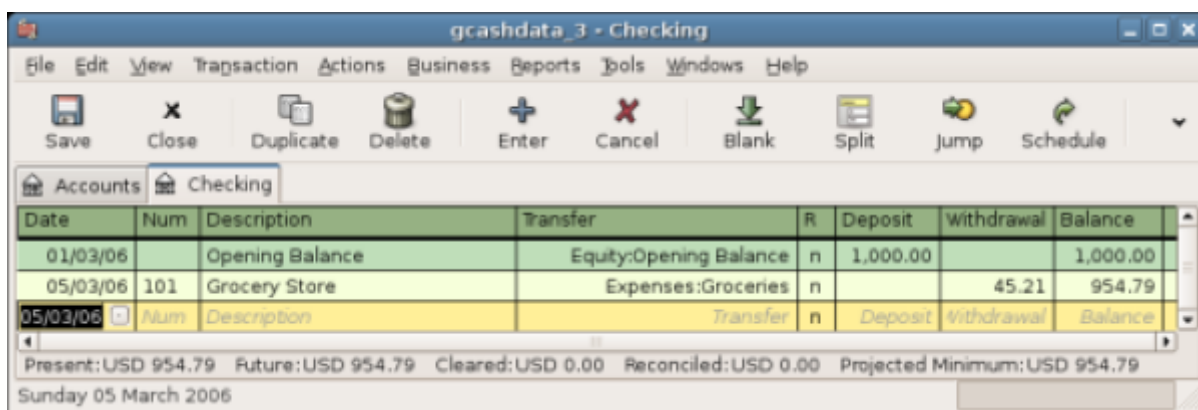 gcashdata_3 - Checking
File Edit View Transaction Actions Business Reports Tools Windows Help
Save Close Duplicate Delete Enter Cancel Blank Split Jump Schedule
Accounts Checking
Date Num Description Transfer R Deposit Withdrawal Balance
01/03/06 Opening Balance Equity:Opening Balance n 1,000.00 1,000.00
05/03/06 101 Grocery Store Expenses:Groceries n 45.21 954.79
05/03/06 Num Description Transfer n Deposit Withdrawal Balance
Present:USD 954.79 Future:USD 954.79 Cleared:USD 0.00 Reconciled:USD 0.00 Projected Minimum:USD 954.79
Sunday 05 March 2006